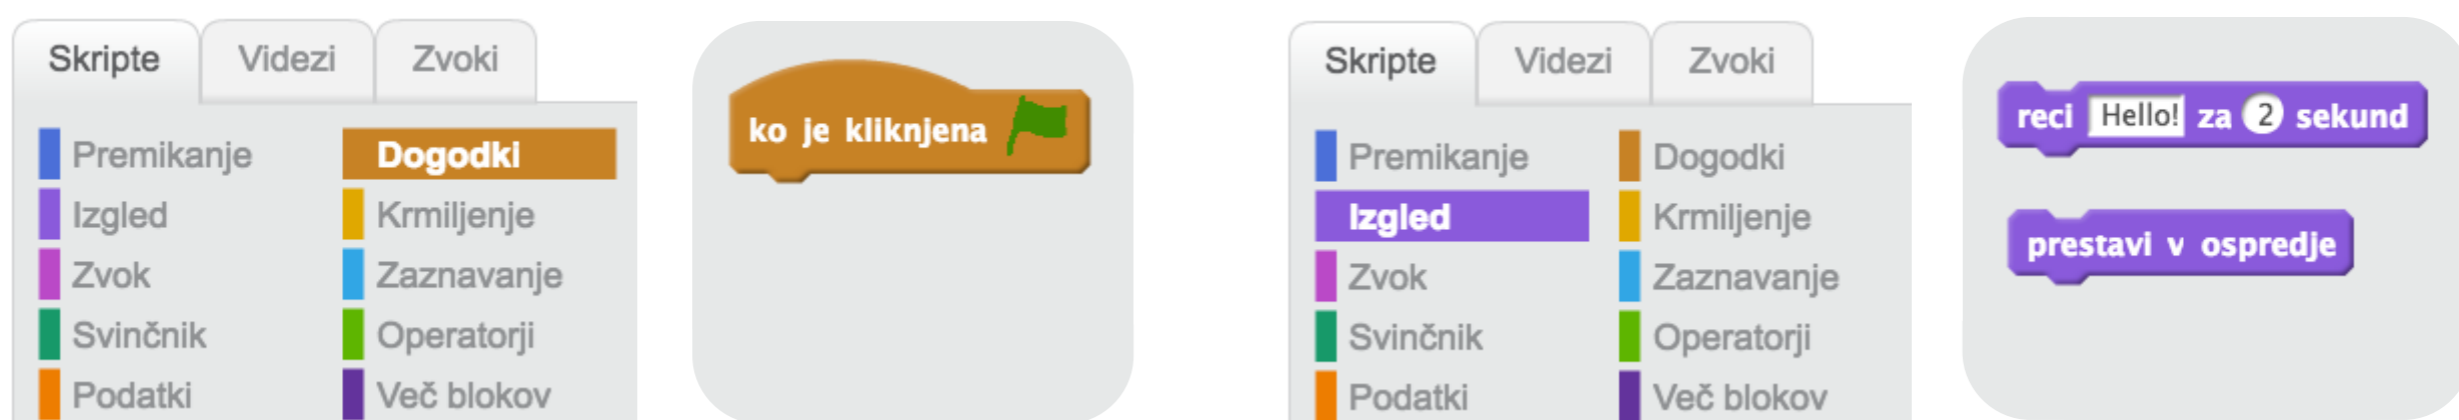 Skripte Videzi Zvoki
Premikanje Dogodki
Izgled Krmiljenje
Zvok Zaznavanje
Svinčnik Operatorji
Podatki Več blokov
ko je kliknjena
Skripte Videzi Zvoki
Premikanje Dogodki
Izgled Krmiljenje
Zvok Zaznavanje
Svinčnik Operatorji
Podatki Več blokov
reci Hello! za 2 sekund
prestavi v ospredje